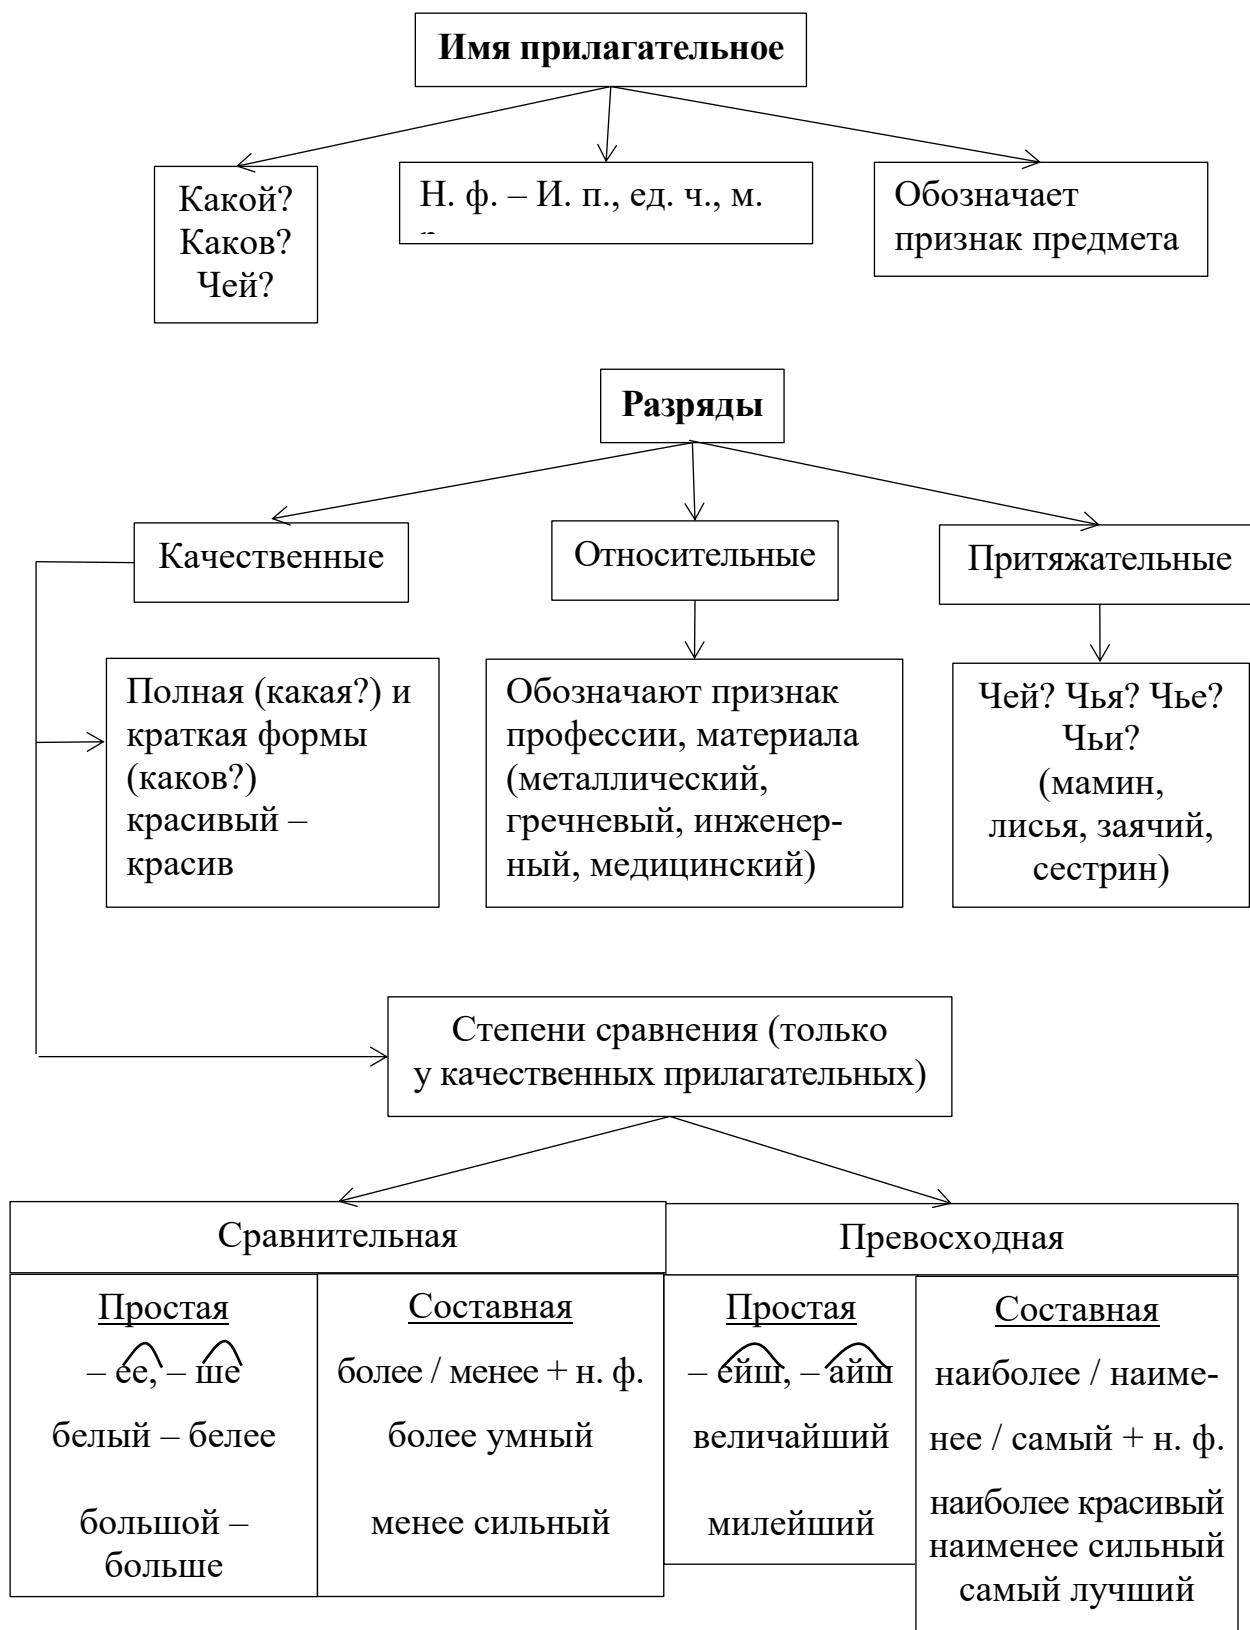 Имя прилагательное
Какой?
Каков?
Чей?
Н. ф. – И. п., ед. ч., м.
Обозначает
признак предмета
Разряды
Качественные
Относительные
Притяжательные
Полная (какая?) и
краткая формы
(каков?)
красивый –
красив
Обозначают признак
профессии, материала
(металлический,
гречневый, инженер-
ный, медицинский)
Чей? Чья? Чье?
Чьи?
(мамин,
лисья, заячий,
сестрин)
Степени сравнения (только
у качественных прилагательных)
Сравнительная
Превосходная
Простая
– ее, – ше
белый – белее
большой –
больше
Составная
более / менее + н. ф.
более умный
менее сильный
Простая
– ейш, – айш
величайший
милейший
Составная
наиболее / наиме-
нее / самый + н. ф.
наиболее красивый
наименее сильный
самый лучший